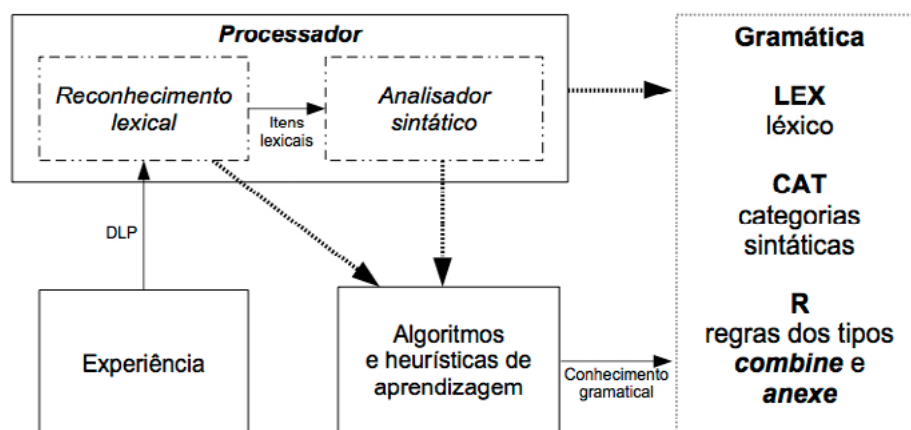 Processador
Reconhecimento
lexical
Itens
lexicais
Analisador
sintático
DLP
Experiência
Algoritmos
e heurísticas de
aprendizagem
Conhecimento
gramatical
Gramática
LEX
léxico
CAT
categorias
sintáticas
R
regras dos tipos
combine e
anexe